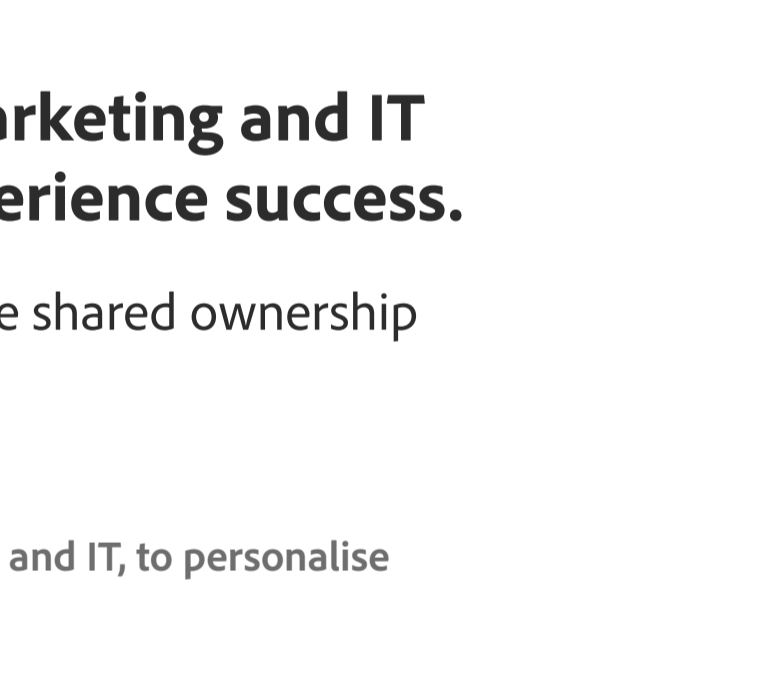 arketing and IT
erience success.
e shared ownership
and IT, to personalise